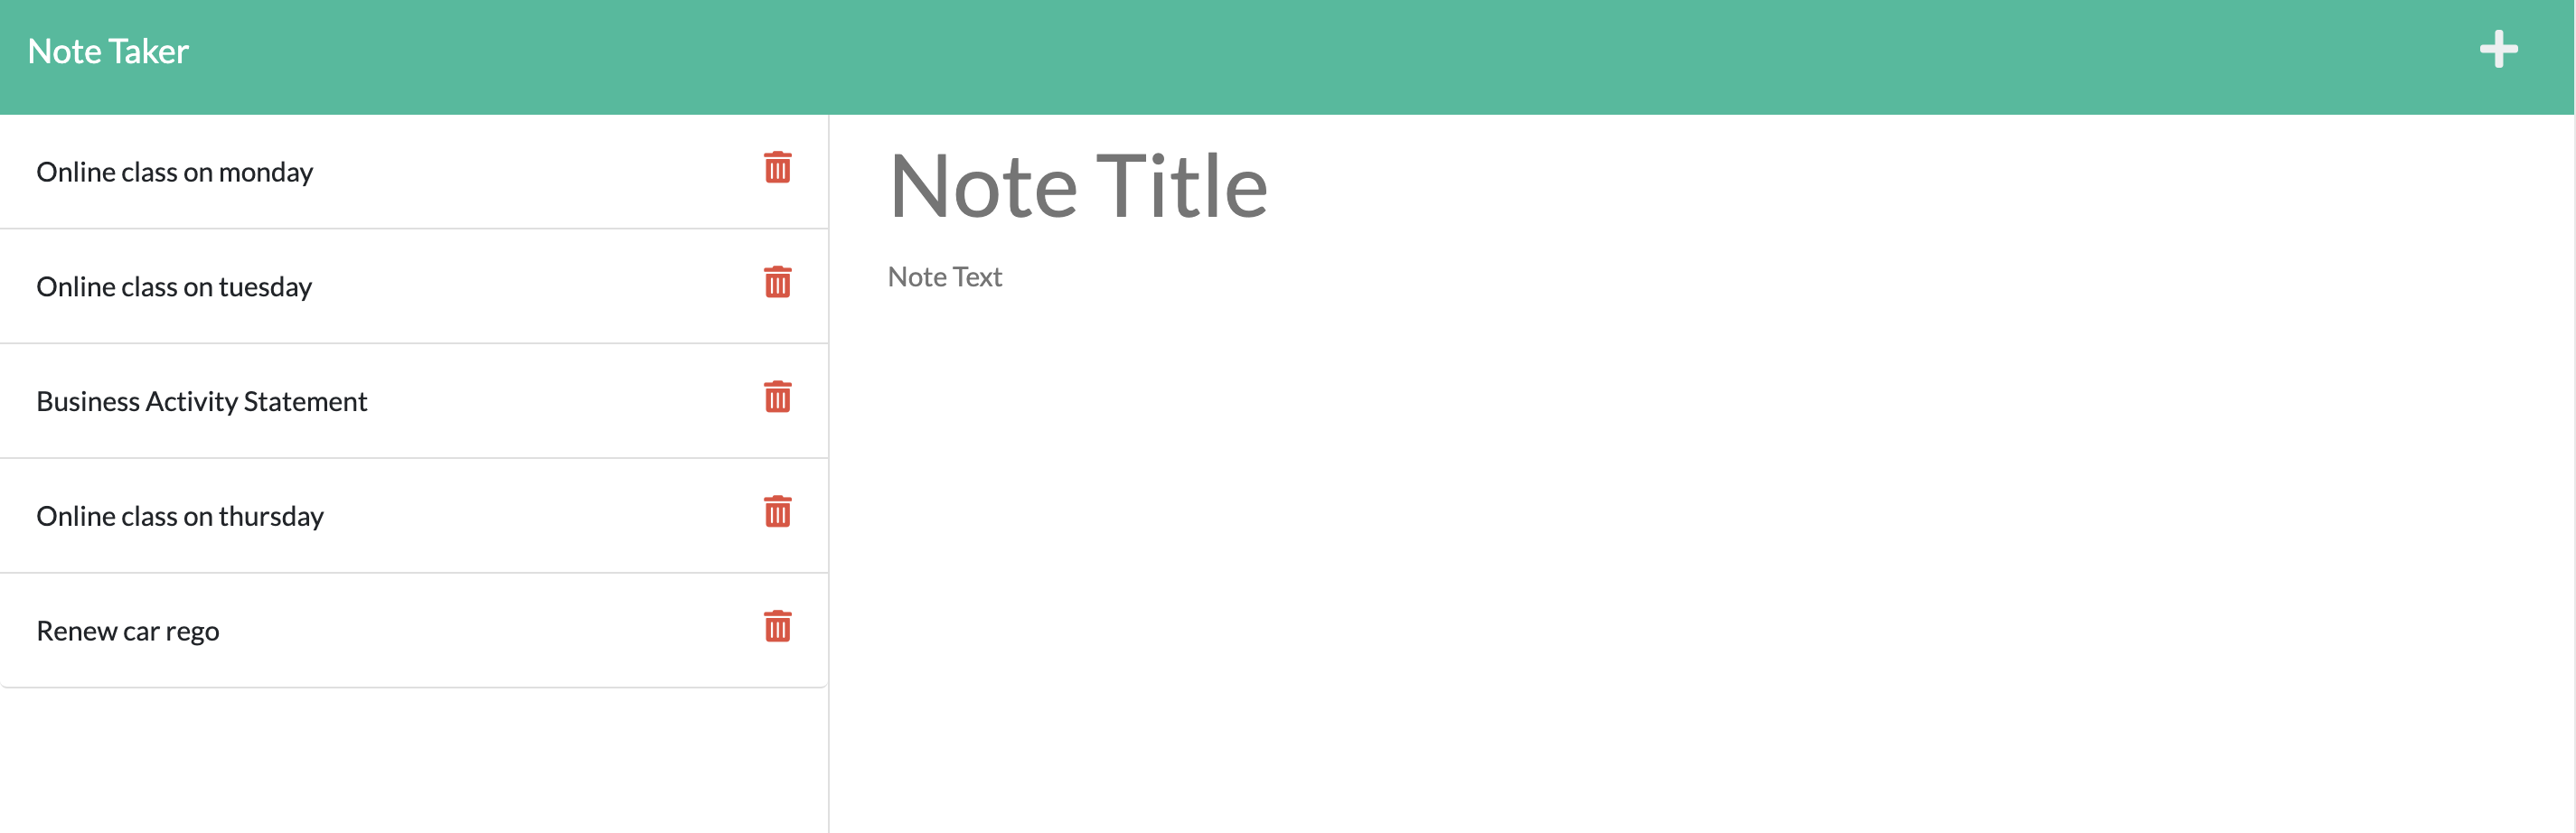 Note Taker
Online class on monday
Online class on tuesday
Business Activity Statement
Online class on thursday
Renew car rego
Note Title
Note Text